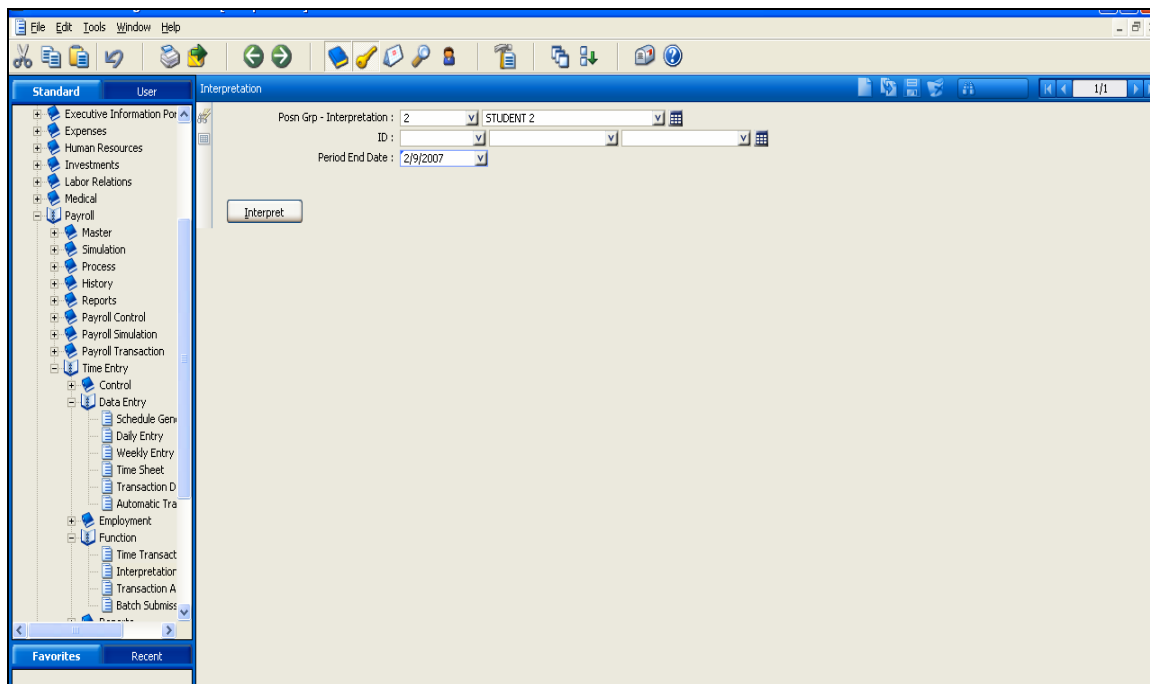 File Edit Tools Window Help
Standard User
Interpretation
1/1
Executive Information Por
Expenses
Human Resources
Investments
Labor Relations
Medical
Payroll
Master
Simulation
Process
History
Reports
Payroll Control
Payroll Simulation
Payroll Transaction
Time Entry
Control
Data Entry
Schedule Gen
Daily Entry
Weekly Entry
Time Sheet
Transaction D
Automatic Tra
Employment
Function
Time Transact
Interpretation
Transaction A
Batch Submiss
Posn Grp - Interpretation : 2 STUDENT 2
ID :
Period End Date : 2/9/2007
Interpret
Favorites Recent